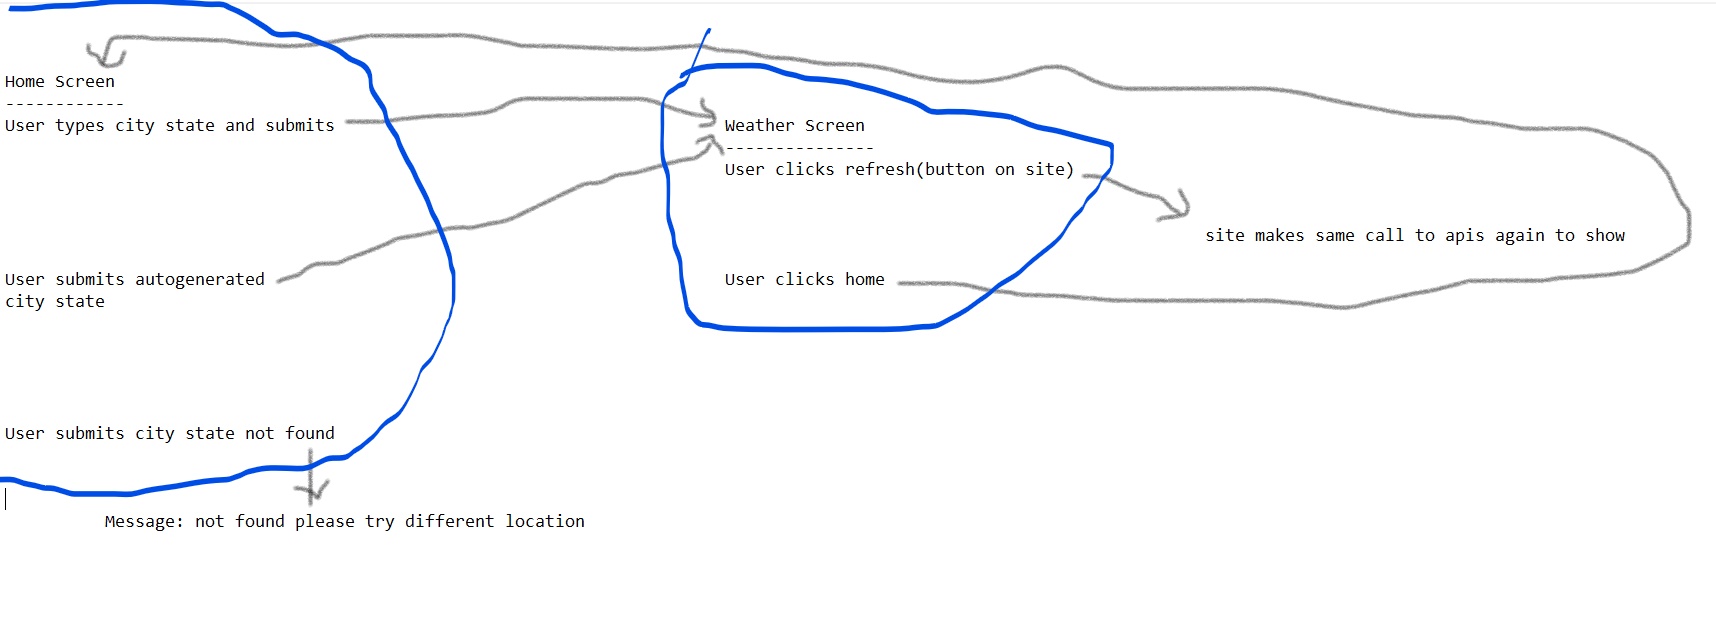 Home Screen
------------
User types city state and submits
User submits autogenerated
city state
User submits city state not found
Message: not found please try different location
Weather Screen
---------------
User clicks refresh(button on site)
User clicks home
site makes same call to apis again to show